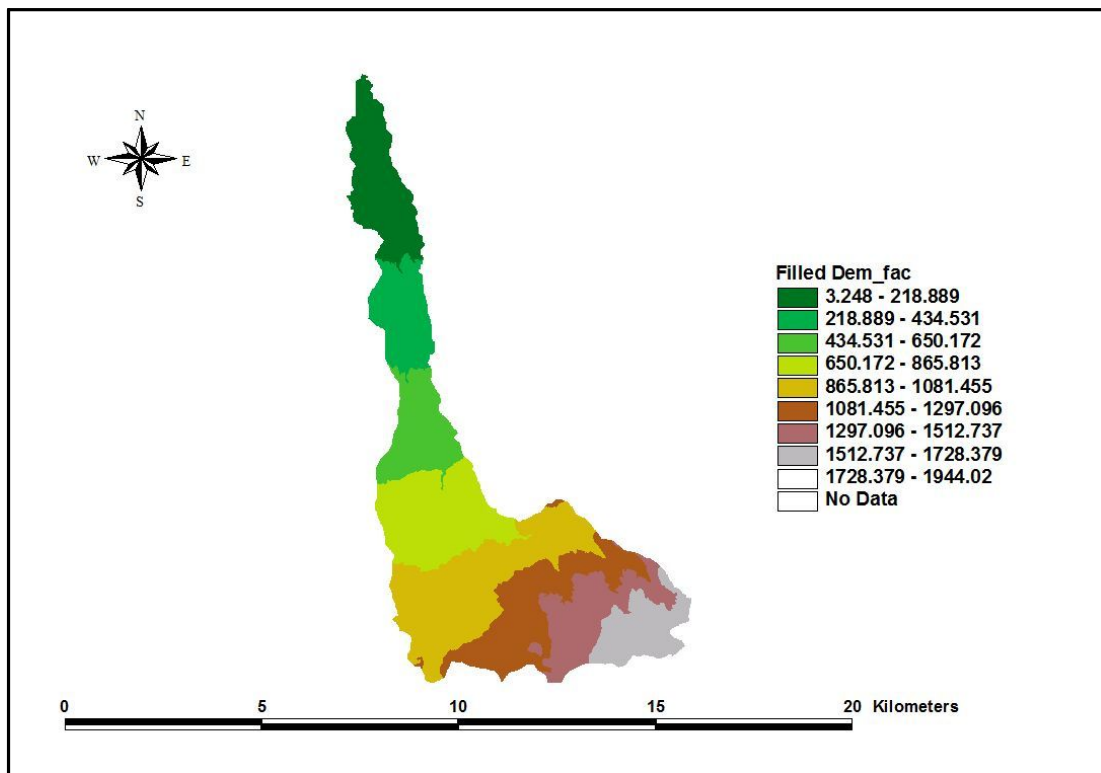 N
W E
S
Filled Dem_fac
3.248 - 218.889
218.889 - 434.531
434.531 - 650.172
650.172 - 865.813
865.813 - 1081.455
1081.455 - 1297.096
1297.096 - 1512.737
1512.737 - 1728.379
1728.379 - 1944.02
No Data
0 5 10 15 20 Kilometers